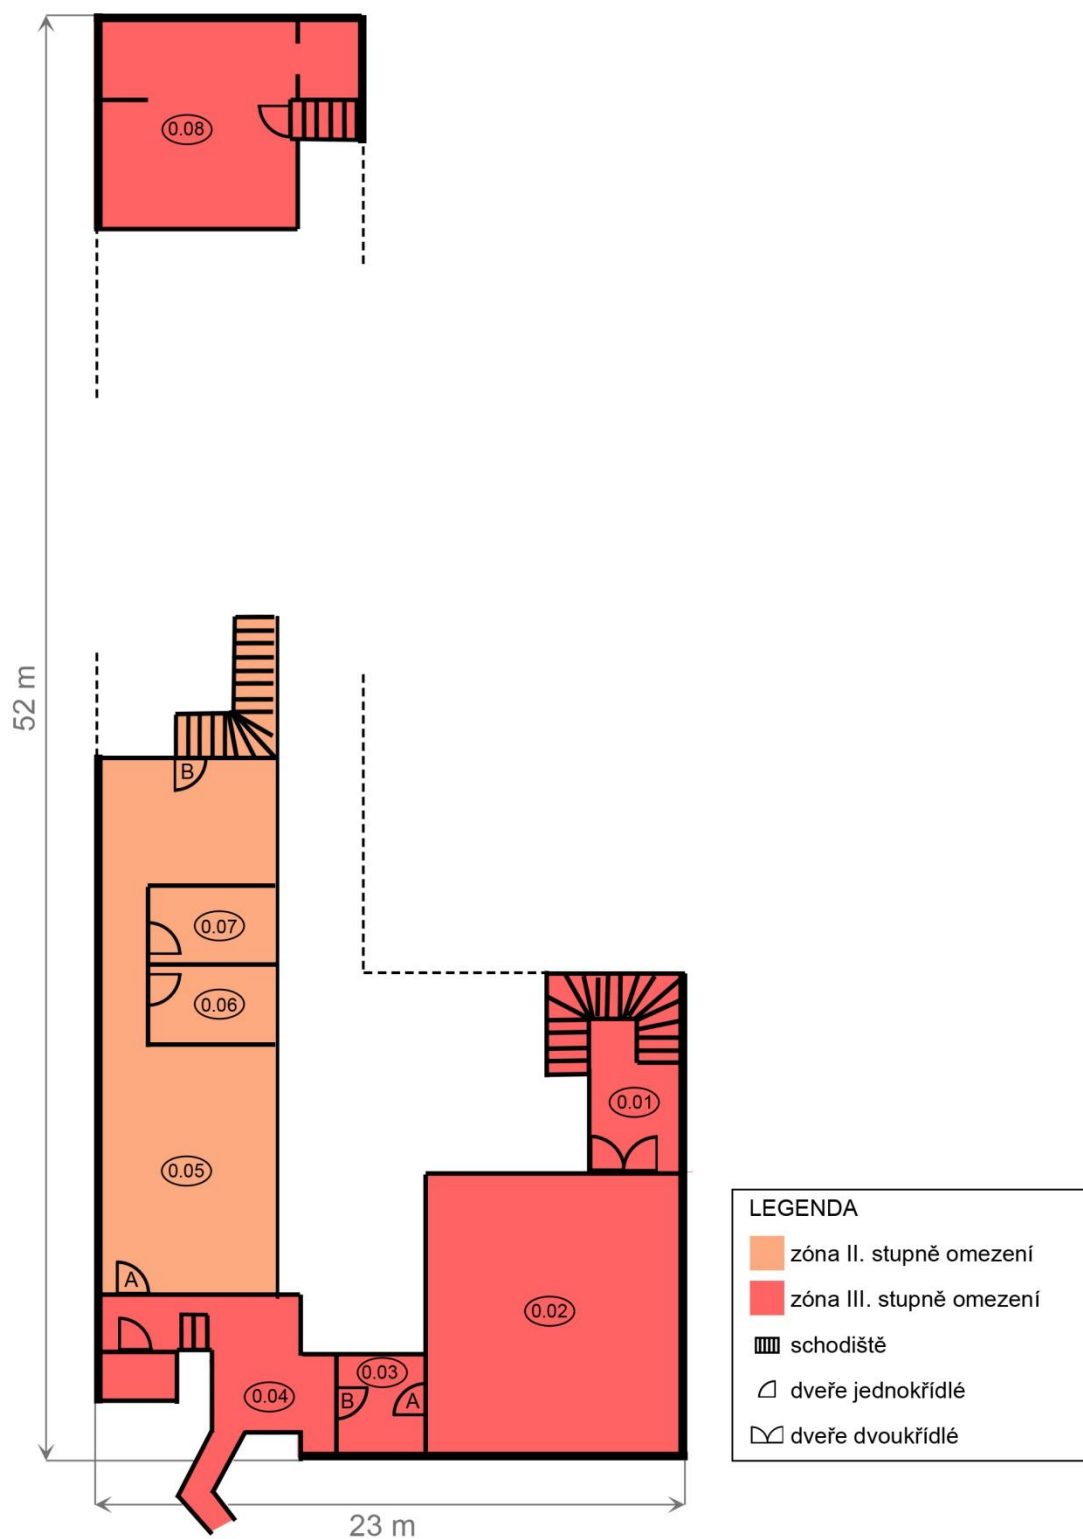 0.08
52 m
B
0.07
0.06
0.01
0.05
A
0.02
0.03
0.04
B
A
23 m
LEGENDA
zóna II. stupně omezení
zóna III. stupně omezení
schodiště
dveře jednokřídlé
dveře dvoukřídlé